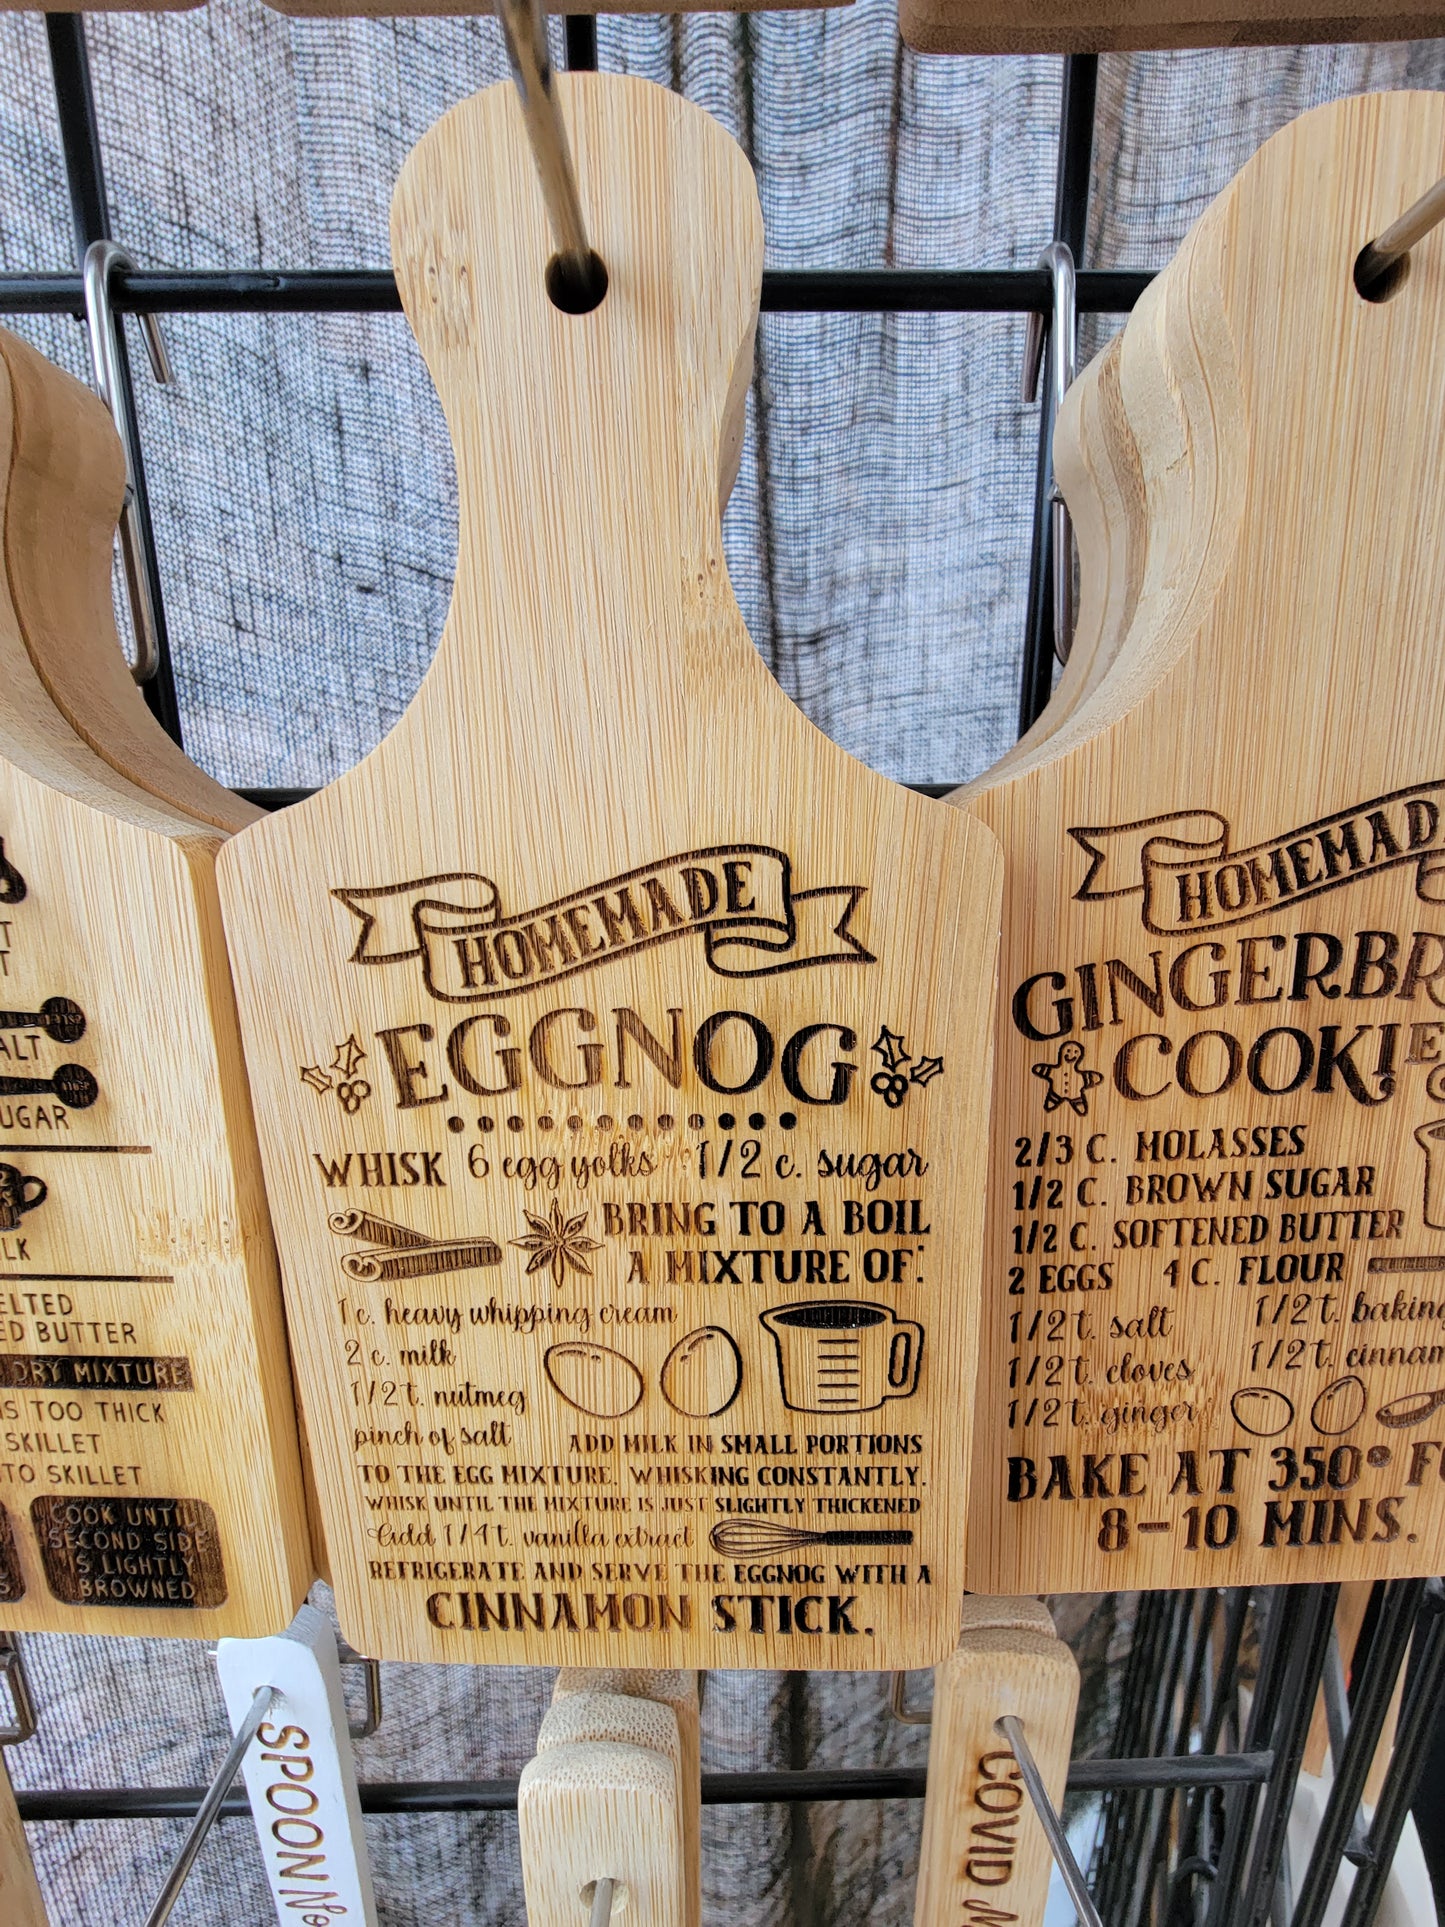 HOMEMADE
EGGNOG
WHISK 6 egg yolks 1/2 c. sugar
BRING TO A BOIL
A MIXTURE OF:
1 c. heavy whipping cream
2 c. milk
1/2 t. nutmeg
pinch of salt
ADD MILK IN SMALL PORTIONS
TO THE EGG MIXTURE, WHISKING CONSTANTLY.
WHISK UNTIL THE MIXTURE IS JUST SLIGHTLY THICKENED
Add 1/4 t. vanilla extract
REFRIGERATE AND SERVE THE EGGNOG WITH A
CINNAMON STICK.
HOMEMAD
GINGERBR
COOKIE
2/3 C. MOLASSES
1/2 C. BROWN SUGAR
1/2 C. SOFTENED BUTTER
2 EGGS 4 C. FLOUR
1/2 t. salt 1/2 t. baking
1/2 t. cloves 1/2 t. cinnam
1/2 t. ginger
BAKE AT 350° FO
8-10 MINS.
T
T
ALT
UGAR
LK
ELTED
ED BUTTER
DRY MIXTURE
IS TOO THICK
SKILLET
TO SKILLET
COOK UNTIL
SECOND SIDE
S LIGHTLY
BROWNED
SPOON No
COVID